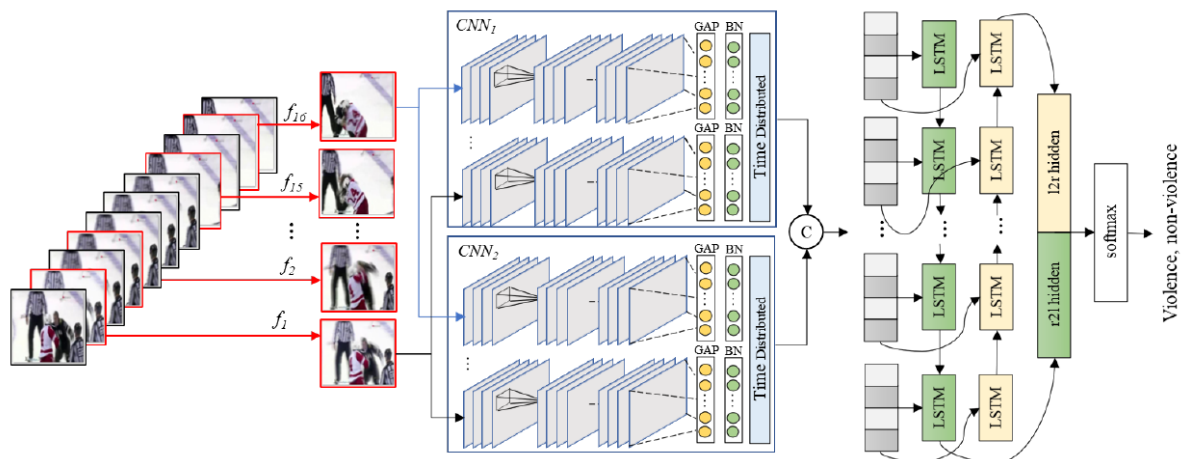 f16
f15
f2
f1
CNN1
GAP BN
Time Distributed
GAP BN
CNN2
GAP BN
Time Distributed
GAP BN
C
LSTM
LSTM
LSTM
LSTM
LSTM
LSTM
LSTM
LSTM
l2r hidden
r2l hidden
softmax
Violence, non-violence